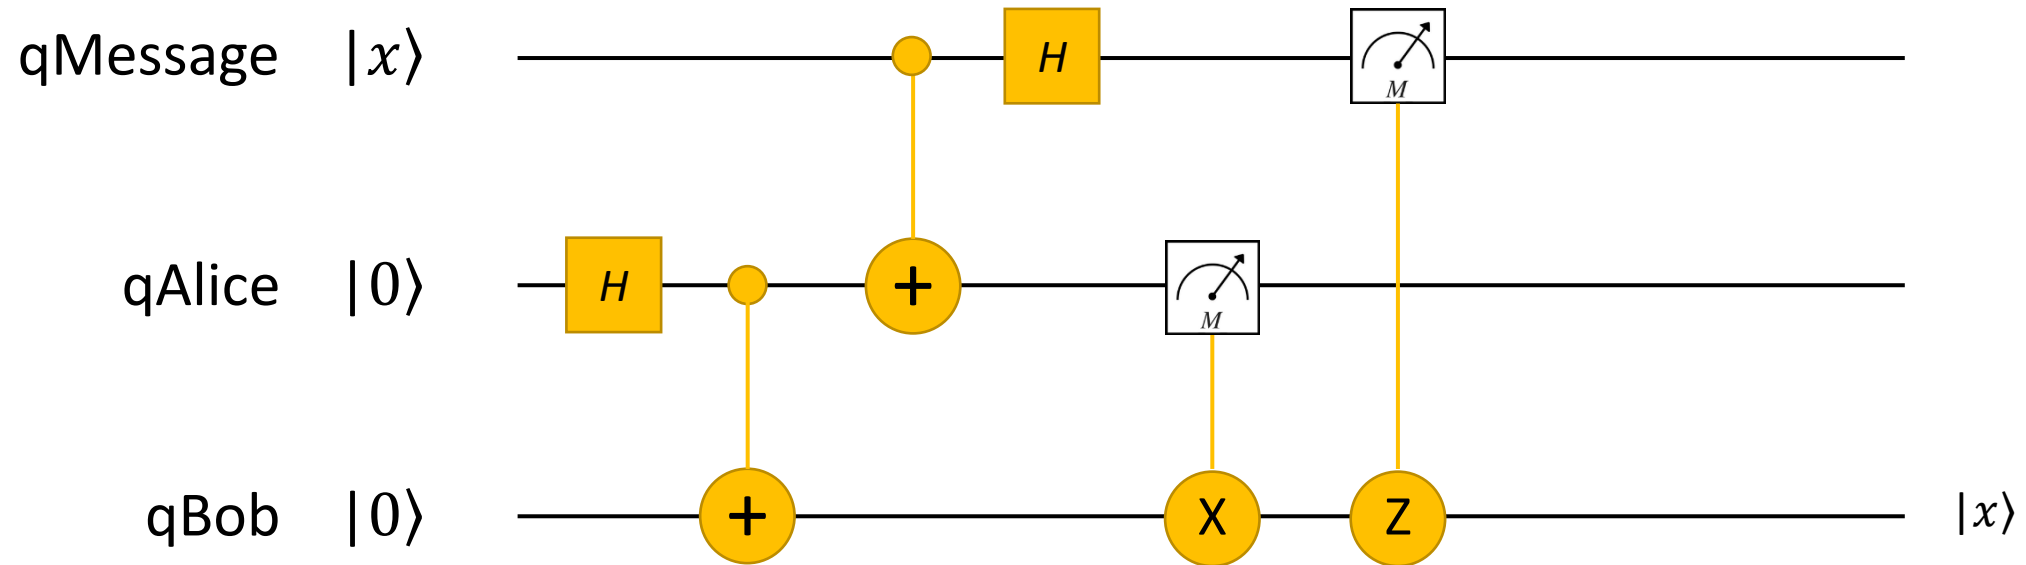 qMessage |x⟩ H M
qAlice |0⟩ H + M
qBob |0⟩ + X Z |x⟩